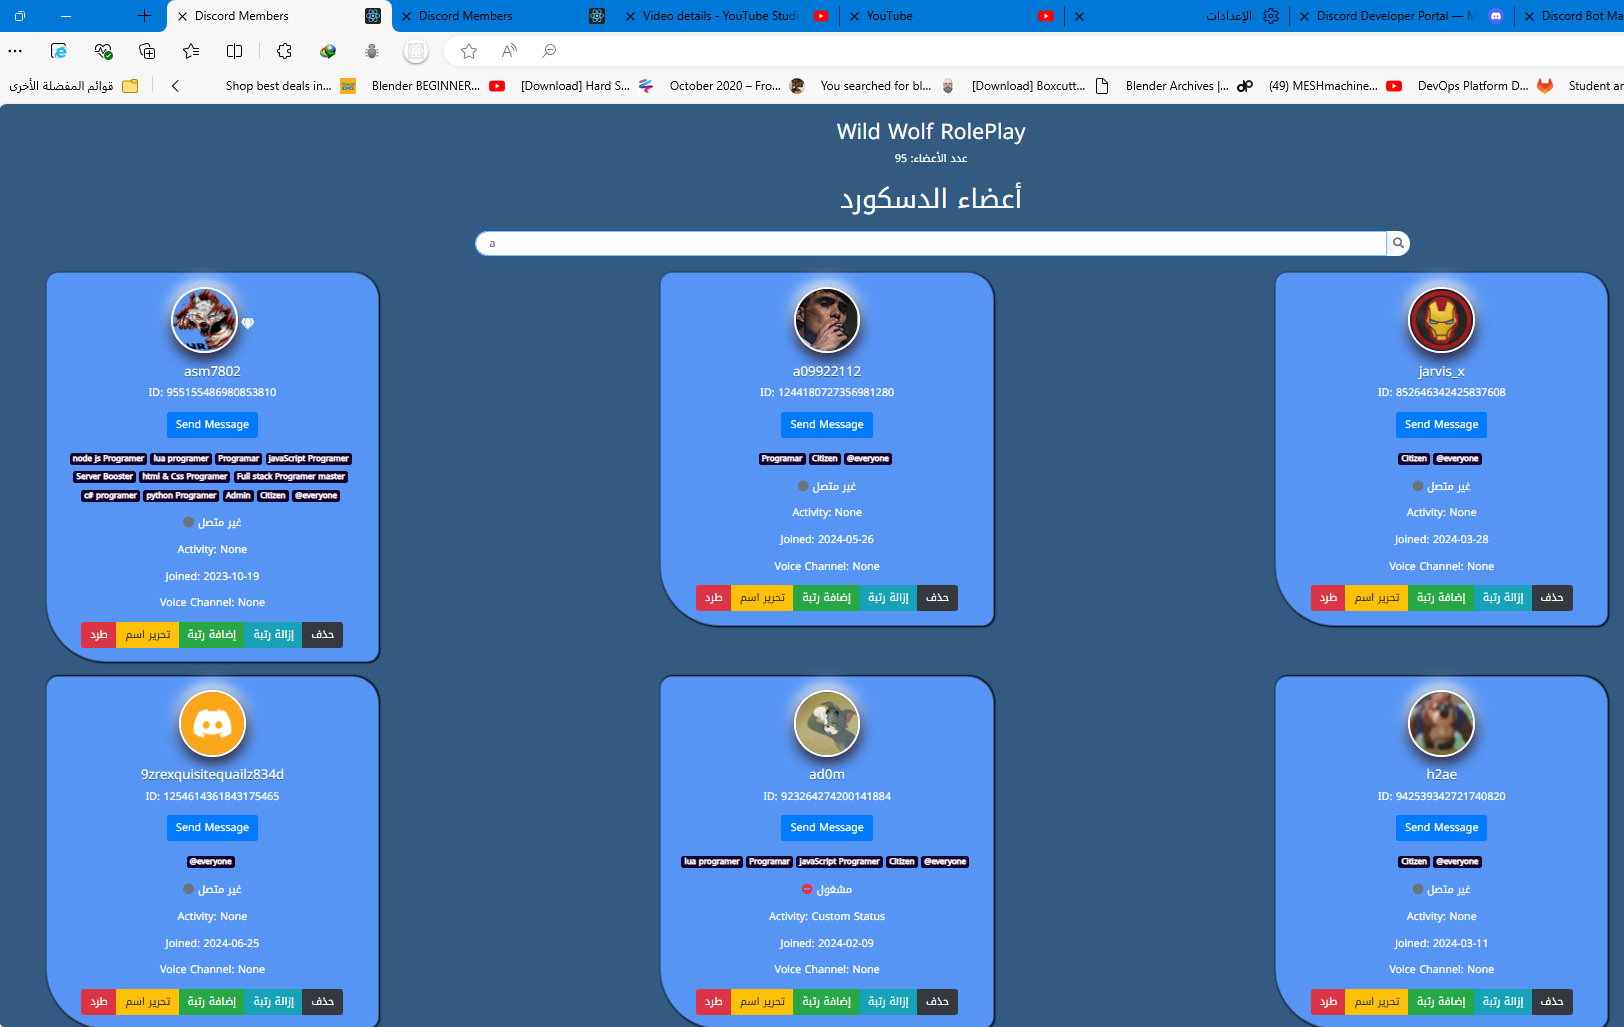 Discord Members
Discord Members
Video details - YouTube Studi
YouTube
الإعدادات
Discord Developer Portal —
Discord Bot Ma
قوائم المفضلة الأخرى
Shop best deals in...
Blender BEGINNER...
[Download] Hard S...
October 2020 – Fro...
You searched for bl...
[Download] Boxcutt...
Blender Archives |...
(49) MESHmachine...
DevOps Platform D...
Student ar
Wild Wolf RolePlay
عدد الأعضاء: 95
أعضاء الدسكورد
a
asm7802
ID: 955155486980853810
Send Message
node js Programer lua programer Programar javaScript Programer
Server Booster html & Css Programer Full stack Programer master
c# programer python Programer Admin Citizen @everyone
غير متصل
Activity: None
Joined: 2023-10-19
Voice Channel: None
طرد تحرير اسم إضافة رتبة إزالة رتبة حذف
a09922112
ID: 1244180727356981280
Send Message
Programar Citizen @everyone
غير متصل
Activity: None
Joined: 2024-05-26
Voice Channel: None
طرد تحرير اسم إضافة رتبة إزالة رتبة حذف
jarvis_x
ID: 852646342425837608
Send Message
Citizen @everyone
غير متصل
Activity: None
Joined: 2024-03-28
Voice Channel: None
طرد تحرير اسم إضافة رتبة إزالة رتبة حذف
9zrexquisitequailz834d
ID: 1254614361843175465
Send Message
@everyone
غير متصل
Activity: None
Joined: 2024-06-25
Voice Channel: None
طرد تحرير اسم إضافة رتبة إزالة رتبة حذف
ad0m
ID: 923264274200141884
Send Message
lua programer Programar javaScript Programer Citizen @everyone
مشغول
Activity: Custom Status
Joined: 2024-02-09
Voice Channel: None
طرد تحرير اسم إضافة رتبة إزالة رتبة حذف
h2ae
ID: 942539342721740820
Send Message
Citizen @everyone
غير متصل
Activity: None
Joined: 2024-03-11
Voice Channel: None
طرد تحرير اسم إضافة رتبة إزالة رتبة حذف